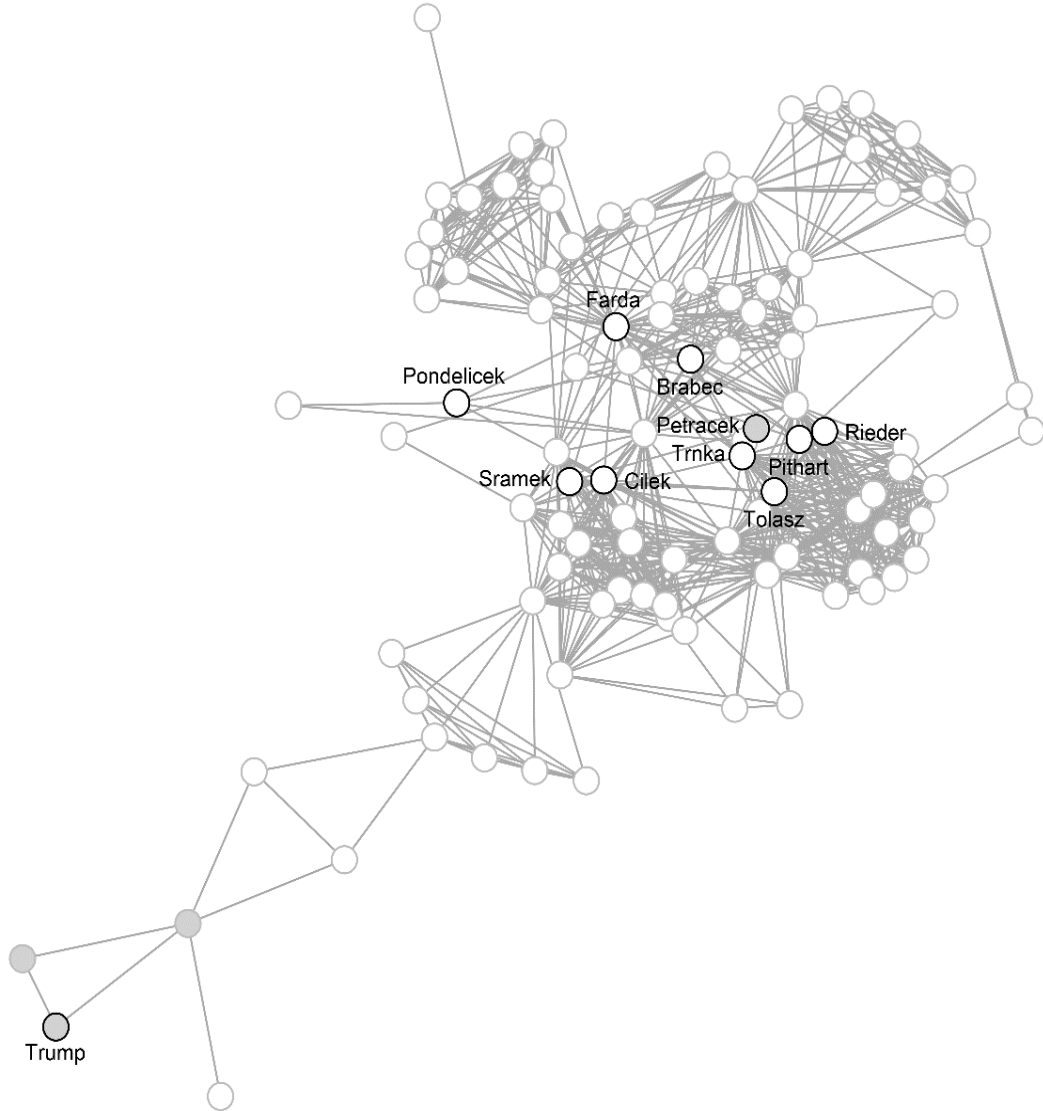 Farda
Pondelicek
Brabec
Petracek
Rieder
Trnka
Pithart
Sramek
Cilek
Tolasz
Trump